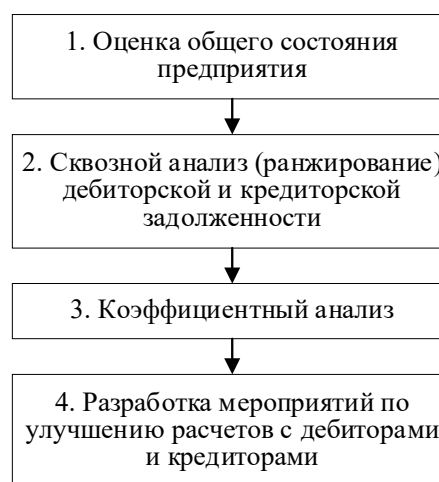 1. Оценка общего состояния
предприятия
2. Сквозной анализ (ранжирование)
дебиторской и кредиторской
задолженности
3. Коэффициентный анализ
4. Разработка мероприятий по
улучшению расчетов с дебиторами
и кредиторами